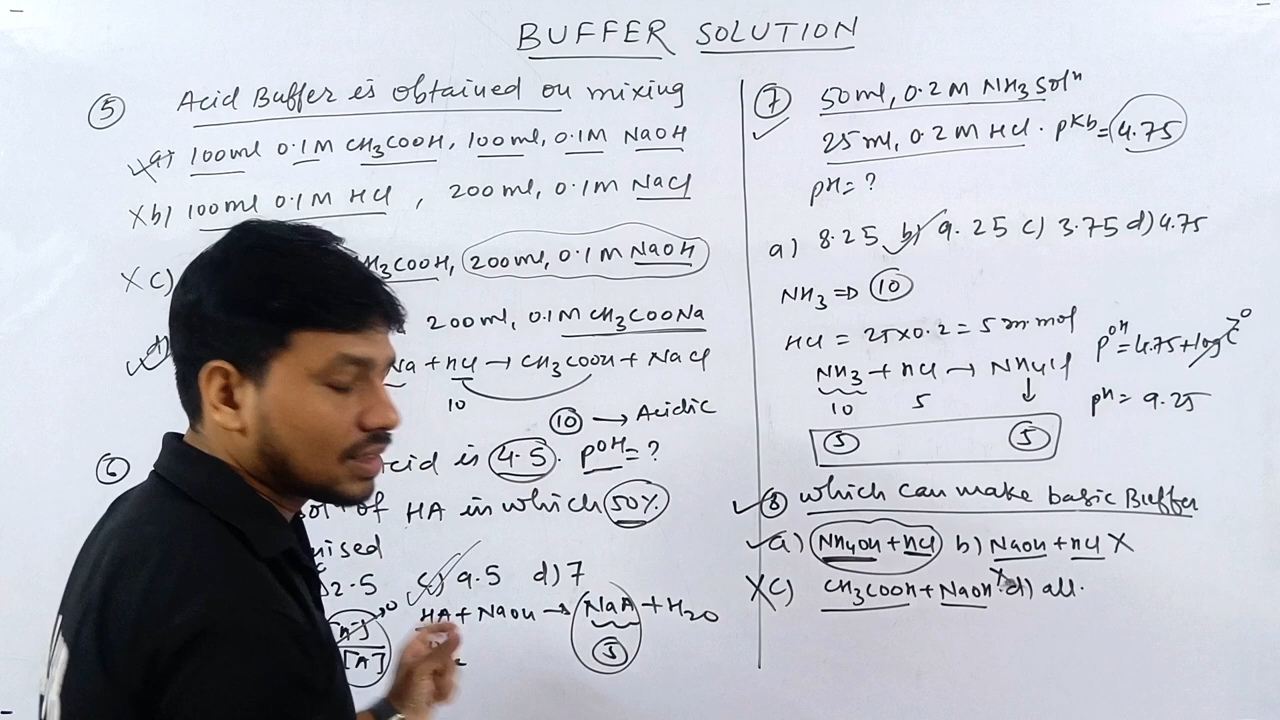 BUFFER SOLUTION
⑤ Acid Buffer is obtained on mixing
a) 100ml 0.1M CH₃COOH, 100ml, 0.1M NaOH
X b) 100ml 0.1M HCl , 200ml, 0.1M NaCl
X c) H₃COOH, 200ml, 0.1M NaOH
d) 200ml, 0.1M CH₃COONa
a + HCl → CH₃COOH + NaCl
10
⑩ → Acidic
⑥ acid is 4.5. pOH = ?
of HA in which 50%
nised
2.5 c) 9.5 d) 7
HA + NaOH → NaA + H₂O
[A] 5
⑦ 50ml, 0.2M NH₃ solⁿ
25ml, 0.2M HCl. pKb = 4.75
pH = ?
a) 8.25 b) 9.25 c) 3.75 d) 4.75
NH₃ ⇒ ⑩
HCl = 25×0.2 = 5 m.mol
NH₃ + HCl → NH₄Cl
10 5 ↓
⑤ ⑤
pOH = 4.75 + log
pH = 9.25
⑧ which can make basic Buffer
a) NH₄OH + HCl b) NaOH + HCl X
X c) CH₃COOH + NaOH X d) all.